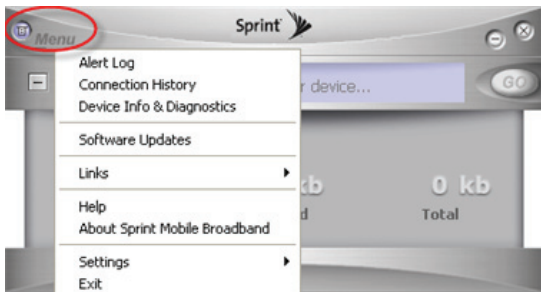 Menu
Sprint
Alert Log
Connection History
Device Info & Diagnostics
r device...
GO
Software Updates
Links
kb
0 kb
d
Total
Help
About Sprint Mobile Broadband
Settings
Exit